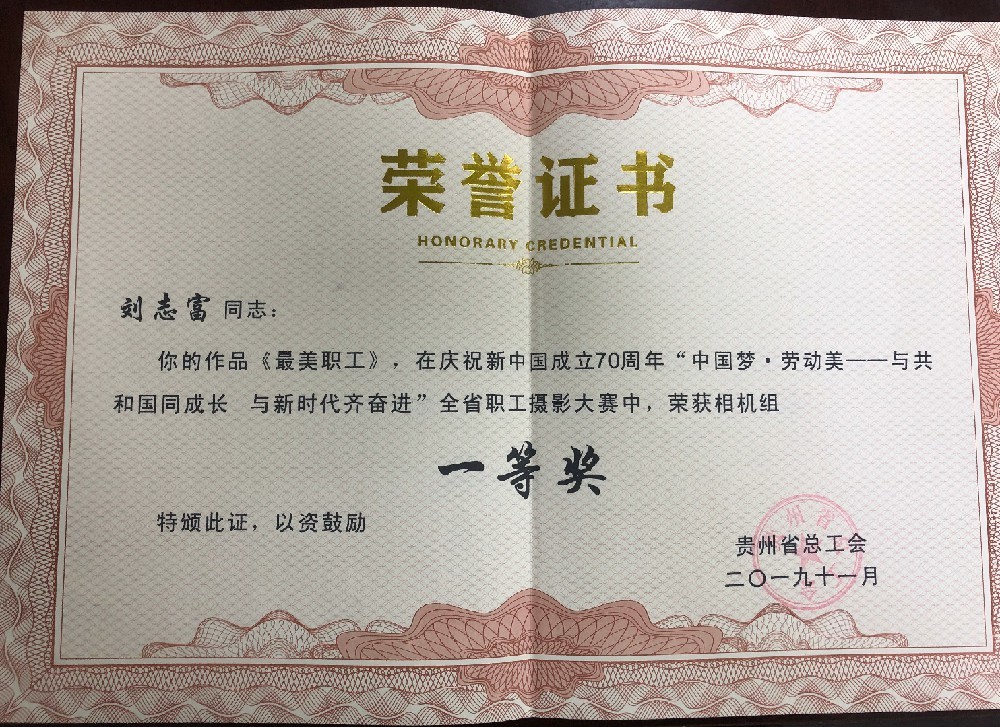 荣誉证书
HONORARY CREDENTIAL
刘志富 同志：
你的作品《最美职工》，在庆祝新中国成立70周年“中国梦·劳动美——与共
和国同成长 与新时代齐奋进”全省职工摄影大赛中，荣获相机组
一等奖
特颁此证，以资鼓励
贵州省总工会
二〇一九十一月